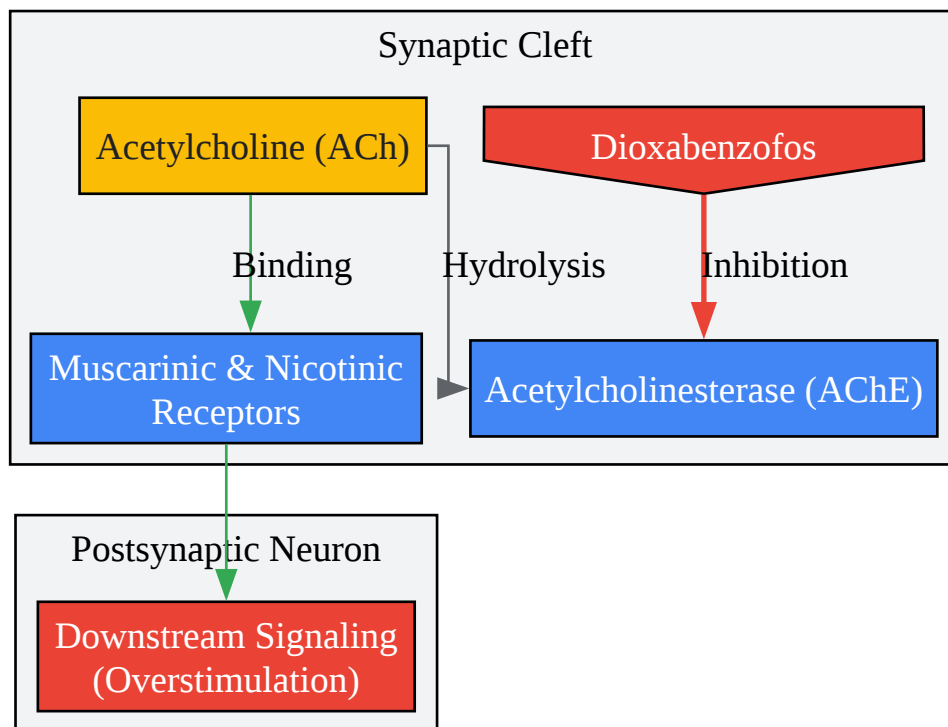 Synaptic Cleft
Acetylcholine (ACh)
Dioxabenzofos
Binding
Hydrolysis
Inhibition
Muscarinic & Nicotinic
Receptors
Acetylcholinesterase (AChE)
Postsynaptic Neuron
Downstream Signaling
(Overstimulation)